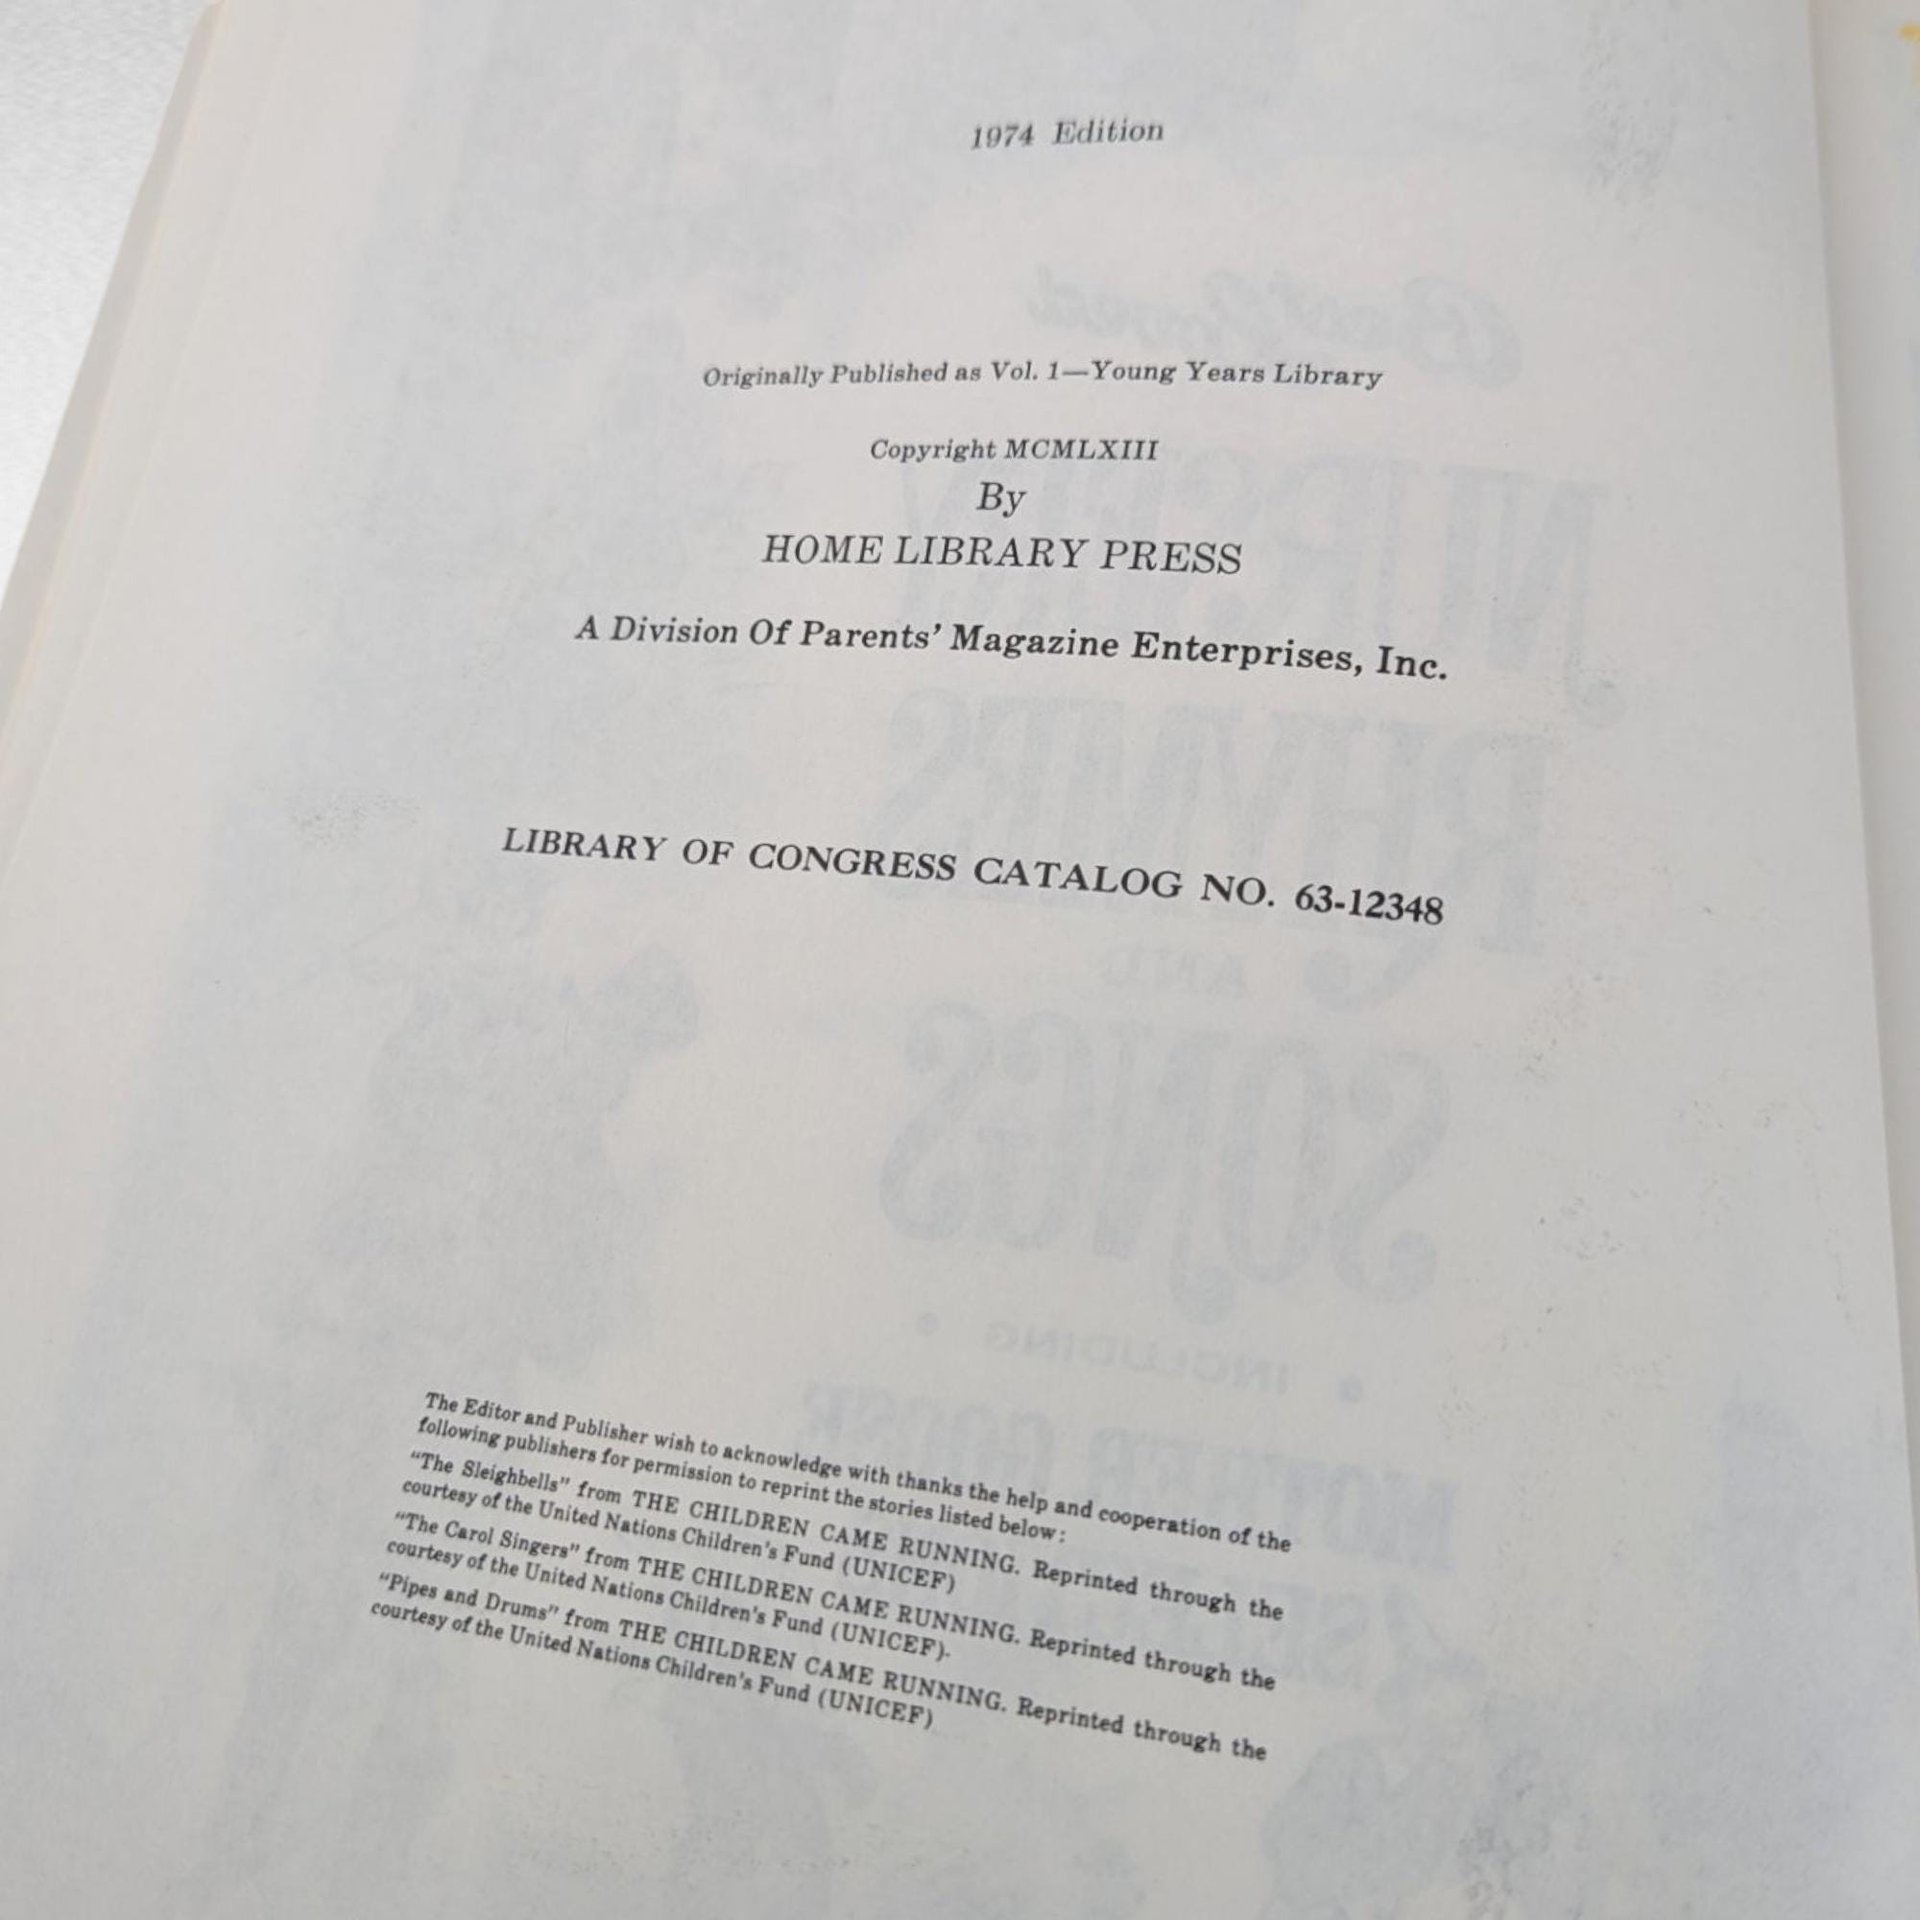 1974 Edition
Originally Published as Vol. 1—Young Years Library
Copyright MCMLXIII
By
HOME LIBRARY PRESS
A Division Of Parents' Magazine Enterprises, Inc.
LIBRARY OF CONGRESS CATALOG NO. 63-12348
The Editor and Publisher wish to acknowledge with thanks the help and cooperation of the
following publishers for permission to reprint the stories listed below:
"The Sleighbells" from THE CHILDREN CAME RUNNING. Reprinted through the
courtesy of the United Nations Children's Fund (UNICEF)
"The Carol Singers" from THE CHILDREN CAME RUNNING. Reprinted through the
courtesy of the United Nations Children's Fund (UNICEF).
"Pipes and Drums" from THE CHILDREN CAME RUNNING. Reprinted through the
courtesy of the United Nations Children's Fund (UNICEF)